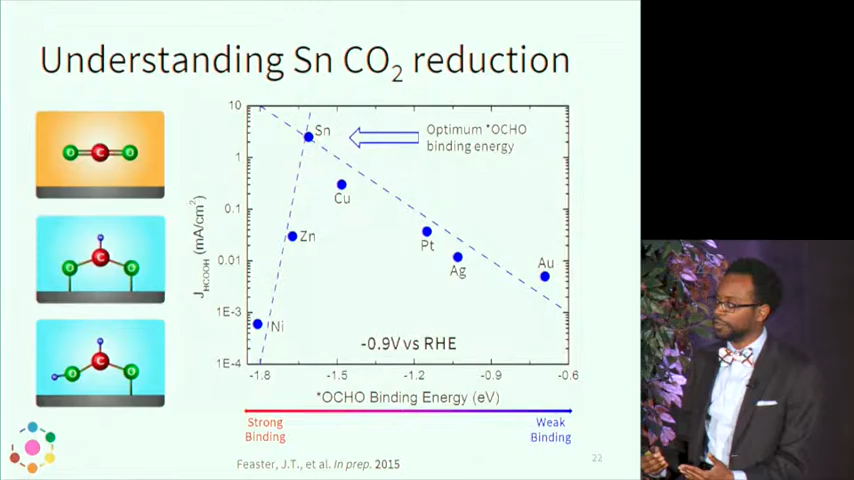 Understanding Sn CO2 reduction
O C O
C
O O
C
O O
10
1
0.1
0.01
1E-3
1E-4
J_HCOOH (mA/cm²)
Sn
Optimum *OCHO
binding energy
Cu
Zn
Pt
Ag
Au
Ni
-0.9V vs RHE
-1.8 -1.5 -1.2 -0.9 -0.6
*OCHO Binding Energy (eV)
Strong
Binding
Weak
Binding
Feaster, J.T., et al. In prep. 2015
22